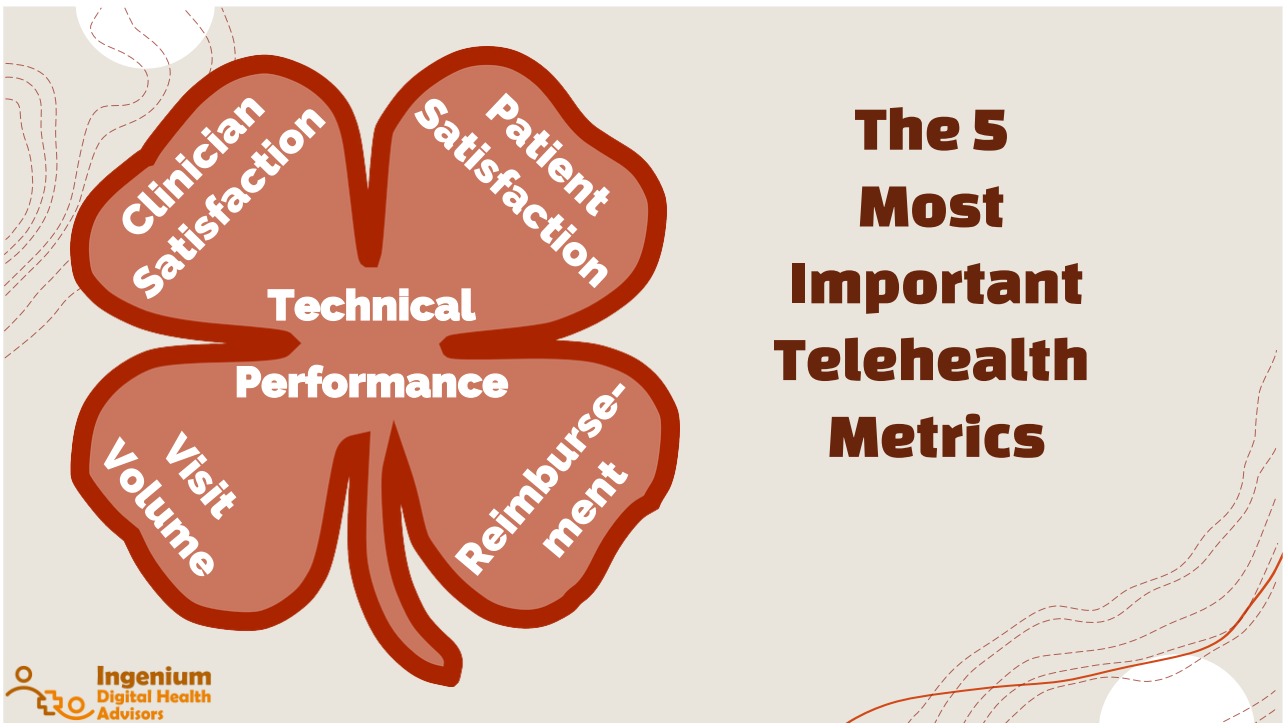 Clinician
Satisfaction
Patient
Satisfaction
Technical
Performance
Visit
Volume
Reimburse-
ment
The 5
Most
Important
Telehealth
Metrics
Ingenium
Digital Health
Advisors